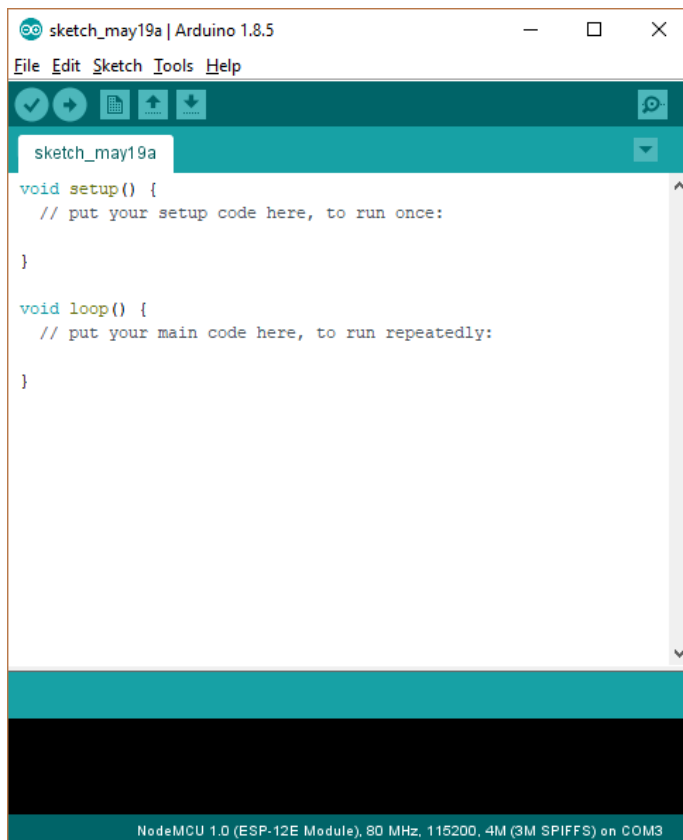 sketch_may19a | Arduino 1.8.5
File Edit Sketch Tools Help
sketch_may19a
void setup() {
  // put your setup code here, to run once:
}
void loop() {
  // put your main code here, to run repeatedly:
}
NodeMCU 1.0 (ESP-12E Module), 80 MHz, 115200, 4M (3M SPIFFS) on COM3